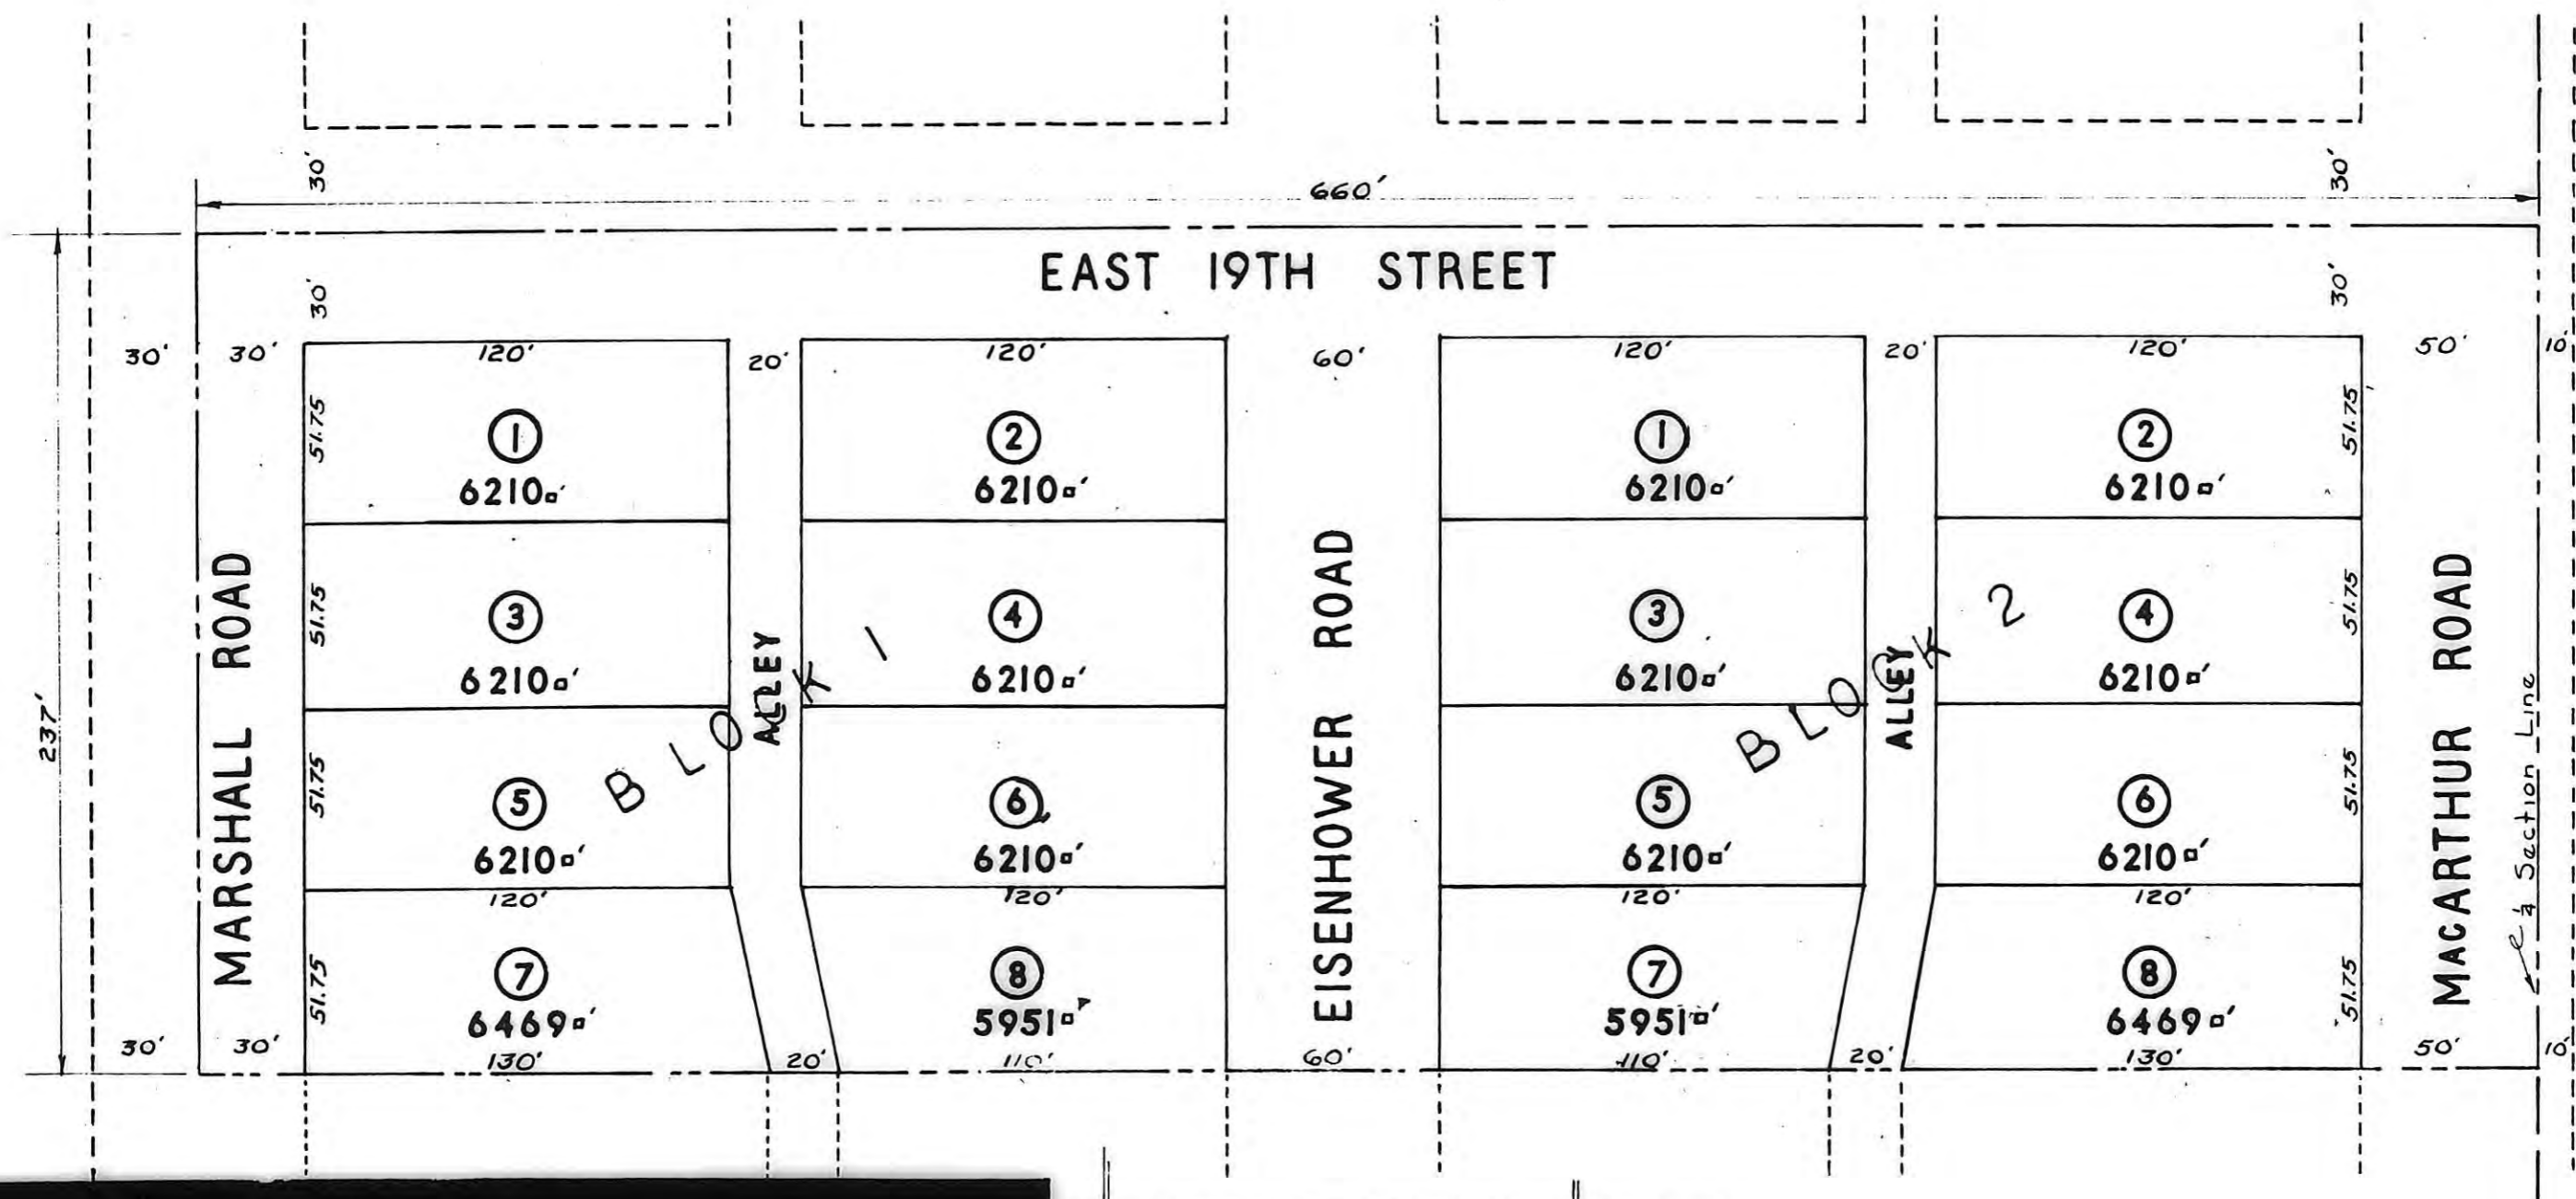 30' 30'
660'
EAST 19TH STREET
30' 30'
30' 30' 120' 20' 120' 60' 120' 20' 120' 50' 10'
51.75 1 2 1 2 51.75'
6210□' 6210□' 6210□' 6210□'
51.75 3 4 3 4 51.75
6210□' 6210□' 6210□' 6210□'
BLOCK 1
BLOCK 2
ALLEY
ALLEY
MARSHALL ROAD
EISENHOWER ROAD
MACARTHUR ROAD
237'
¼ Section Line
51.75 5 6 5 6 51.75
6210□' 6210□' 6210□' 6210□'
120' 120' 120' 120'
51.75 7 8 7 8 51.75
6469□' 5951□' 5951□' 6469□'
30' 30' 130' 20' 110' 60' 110' 20' 130' 50' 10'